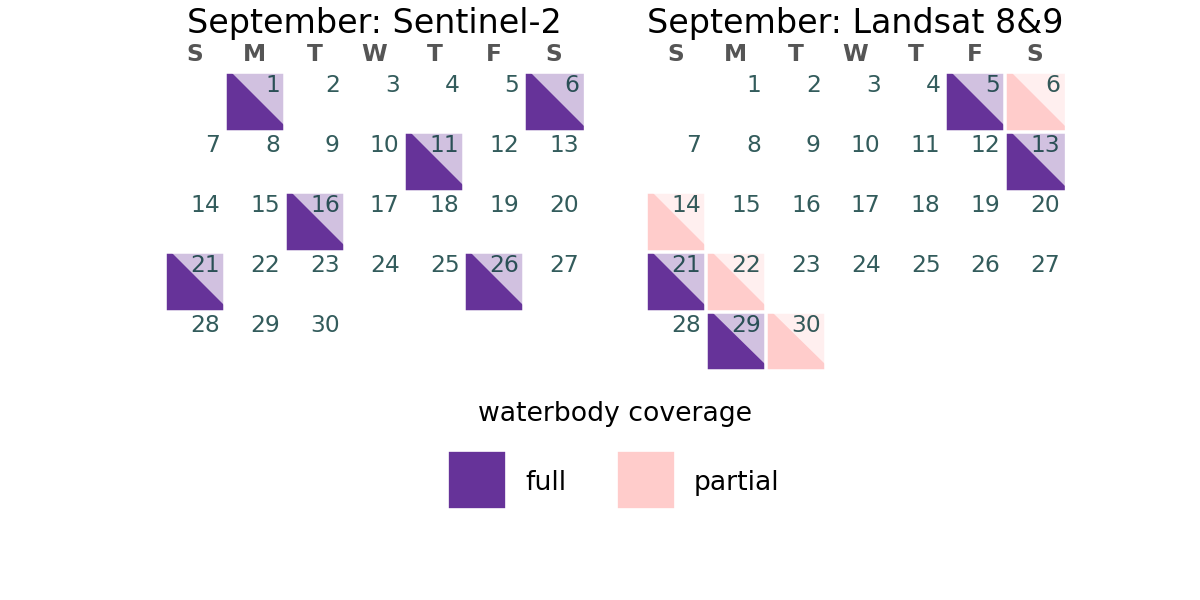 September: Sentinel-2
S M T W T F S
1 2 3 4 5 6
7 8 9 10 11 12 13
14 15 16 17 18 19 20
21 22 23 24 25 26 27
28 29 30
September: Landsat 8&9
S M T W T F S
1 2 3 4 5 6
7 8 9 10 11 12 13
14 15 16 17 18 19 20
21 22 23 24 25 26 27
28 29 30
waterbody coverage
full partial